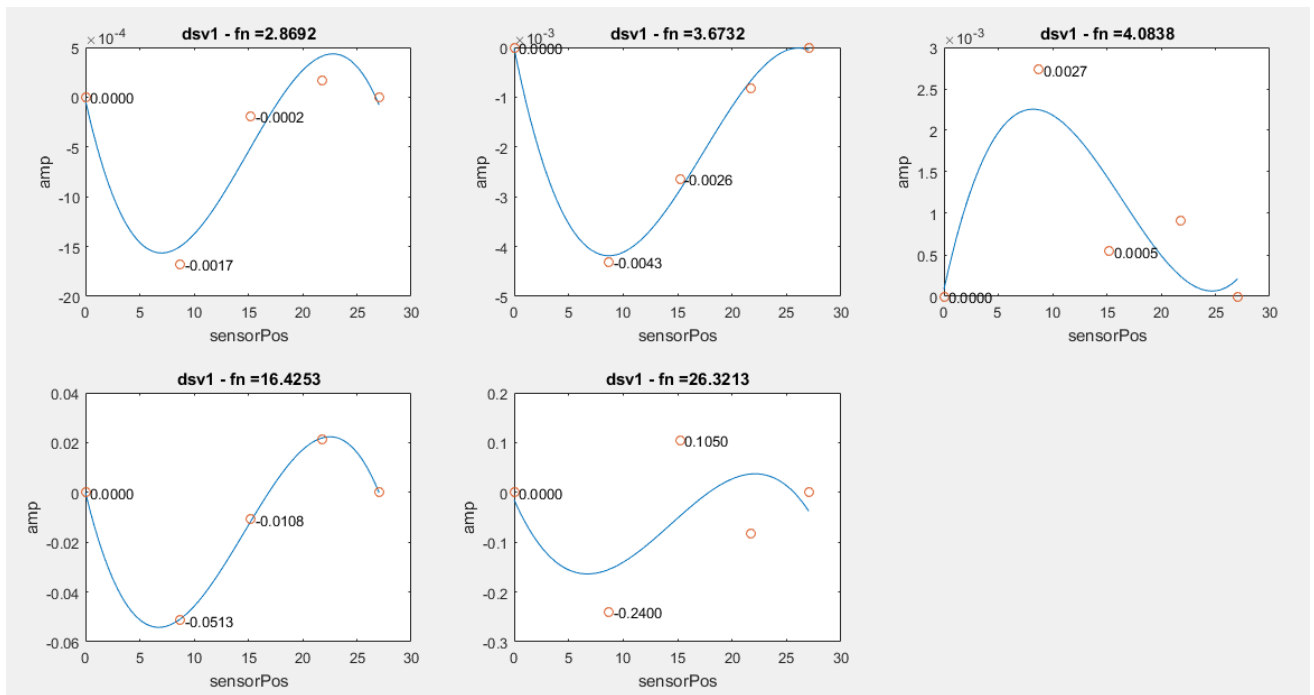 dsv1 - fn =2.8692
×10-4
5
0
-5
-10
-15
-20
amp
0.0000
-0.0002
-0.0017
0 5 10 15 20 25 30
sensorPos
dsv1 - fn =3.6732
×10-3
0
-1
-2
-3
-4
-5
amp
0.0000
-0.0026
-0.0043
0 5 10 15 20 25 30
sensorPos
dsv1 - fn =4.0838
×10-3
3
2.5
2
1.5
1
0.5
0
amp
0.0027
0.0005
0.0000
0 5 10 15 20 25 30
sensorPos
dsv1 - fn =16.4253
0.04
0.02
0
-0.02
-0.04
-0.06
amp
0.0000
-0.0108
-0.0513
0 5 10 15 20 25 30
sensorPos
dsv1 - fn =26.3213
0.2
0.1
0
-0.1
-0.2
-0.3
amp
0.1050
0.0000
-0.2400
0 5 10 15 20 25 30
sensorPos